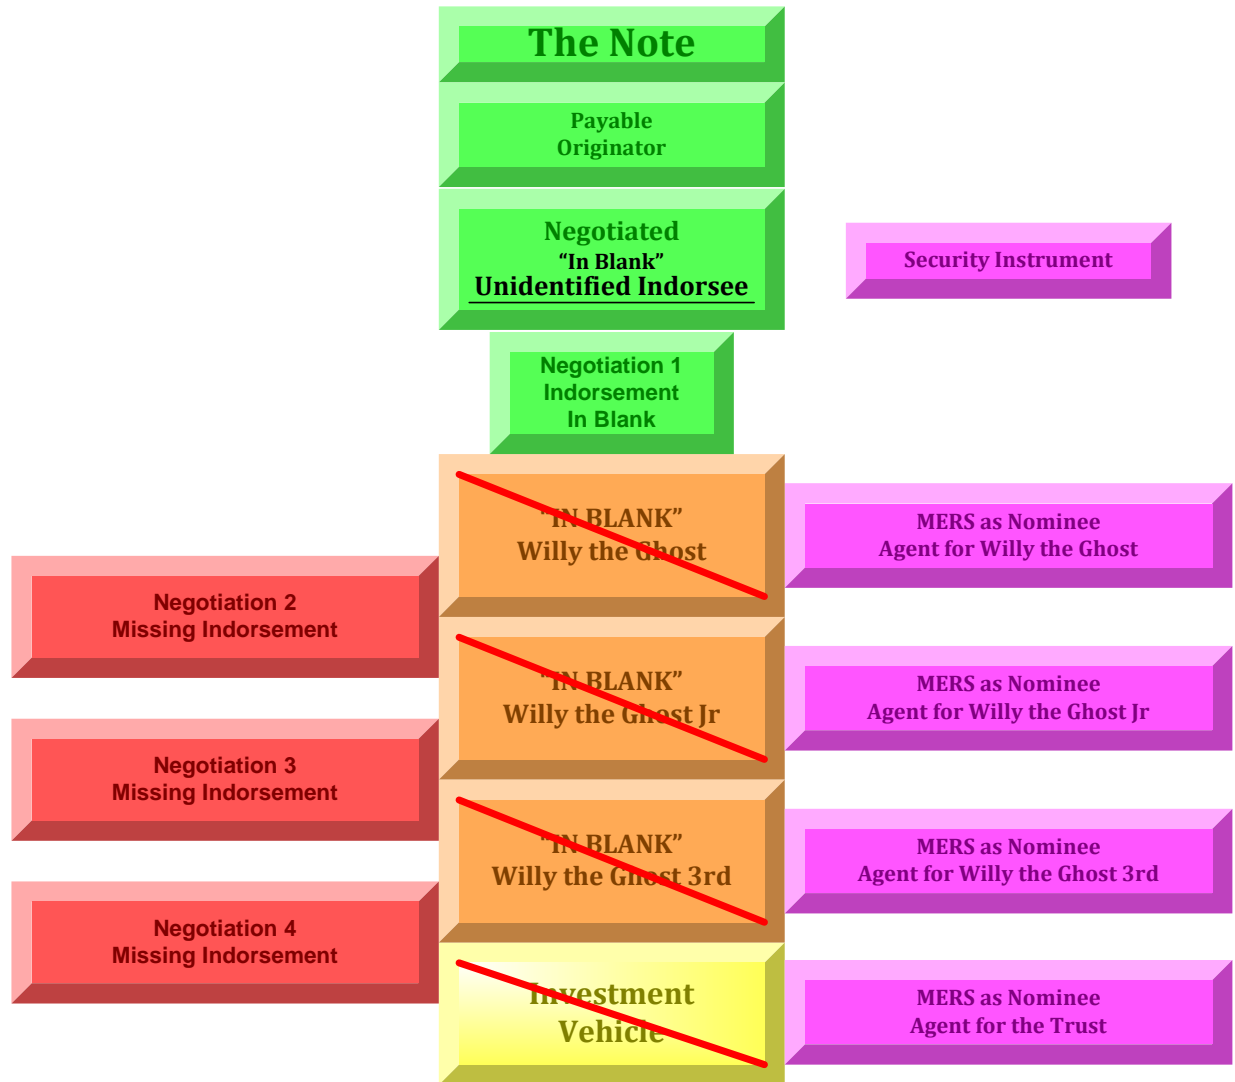 The Note
Payable
Originator
Negotiated
“In Blank”
Unidentified Indorsee
Security Instrument
Negotiation 1
Indorsement
In Blank
“IN BLANK”
Willy the Ghost
MERS as Nominee
Agent for Willy the Ghost
Negotiation 2
Missing Indorsement
“IN BLANK”
Willy the Ghost Jr
MERS as Nominee
Agent for Willy the Ghost Jr
Negotiation 3
Missing Indorsement
“IN BLANK”
Willy the Ghost 3rd
MERS as Nominee
Agent for Willy the Ghost 3rd
Negotiation 4
Missing Indorsement
Investment
Vehicle
MERS as Nominee
Agent for the Trust